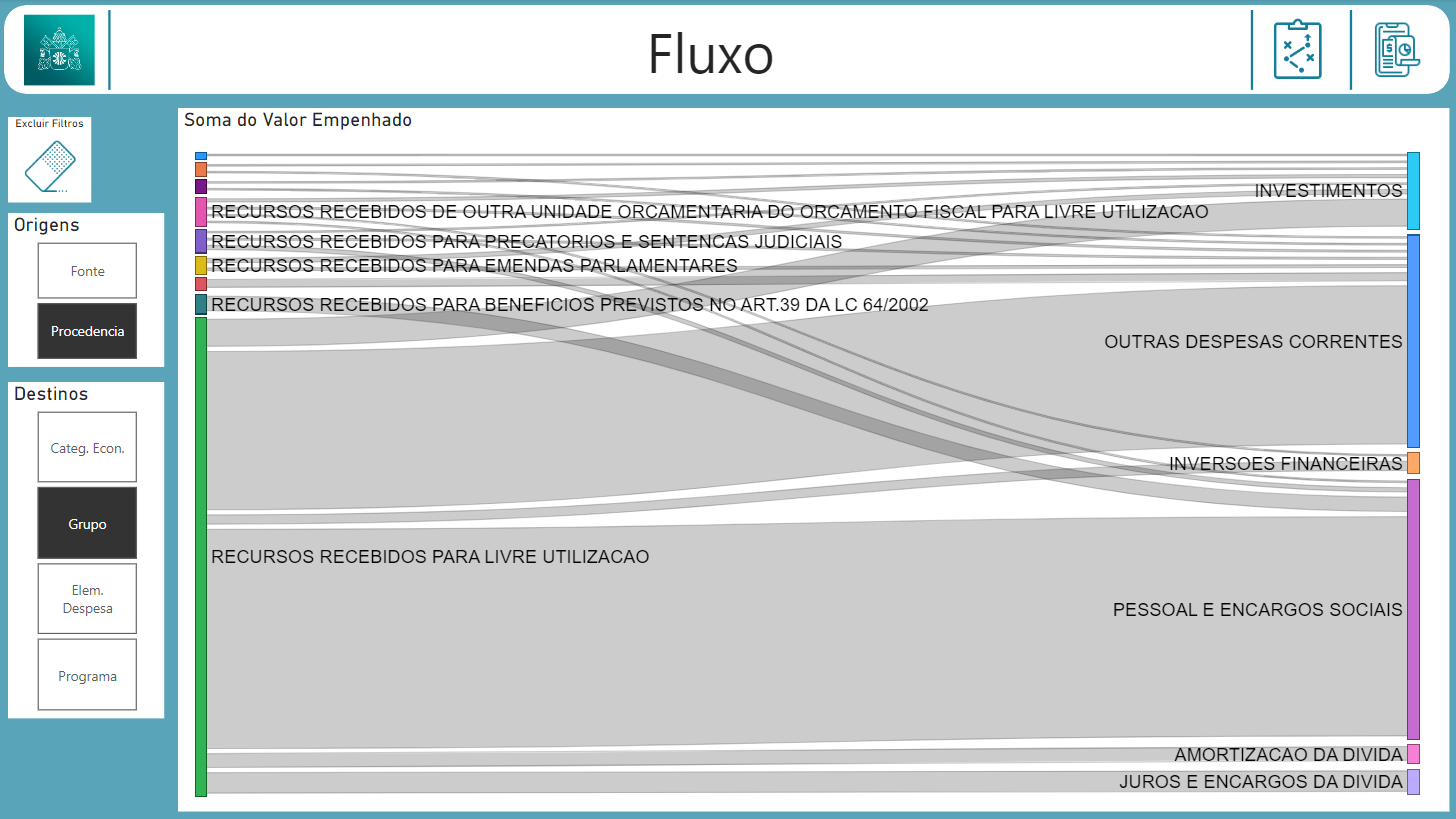 Fluxo
Excluir Filtros
Origens
Fonte
Procedencia
Destinos
Categ. Econ.
Grupo
Elem.
Despesa
Programa
Soma do Valor Empenhado
RECURSOS RECEBIDOS DE OUTRA UNIDADE ORCAMENTARIA DO ORCAMENTO FISCAL PARA LIVRE UTILIZACAO
RECURSOS RECEBIDOS PARA PRECATORIOS E SENTENCAS JUDICIAIS
RECURSOS RECEBIDOS PARA EMENDAS PARLAMENTARES
RECURSOS RECEBIDOS PARA BENEFICIOS PREVISTOS NO ART.39 DA LC 64/2002
RECURSOS RECEBIDOS PARA LIVRE UTILIZACAO
INVESTIMENTOS
OUTRAS DESPESAS CORRENTES
INVERSOES FINANCEIRAS
PESSOAL E ENCARGOS SOCIAIS
AMORTIZACAO DA DIVIDA
JUROS E ENCARGOS DA DIVIDA